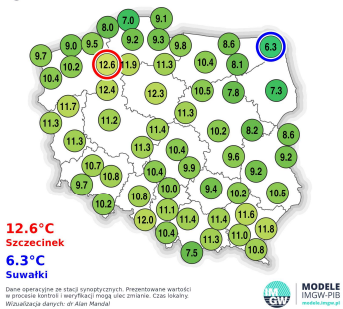 7.0 9.1
8.0
9.0 9.5 9.2 9.3 9.8 8.6 6.3
9.7
10.2 12.6 11.9 11.3 10.4 8.1
10.4
12.4 12.3 10.5 7.8 7.3
11.7
11.3 11.2 11.3
11.4 10.2 8.2 8.6
11.3
11.3 10.4 9.6 9.2
10.7 10.8 10.4 9.9 9.2
9.7 10.0 9.4 10.2 10.5
10.2 10.8
12.0 11.1 11.4 11.4 11.6
10.4 11.3 11.0 11.8
7.5 10.8
12.6°C
Szczecinek
6.3°C
Suwałki
Dane operacyjne ze stacji synoptycznych. Prezentowane wartości
w procesie kontroli i weryfikacji mogą ulec zmianie. Czas lokalny.
Wizualizacja danych: dr Alan Mandal
IM
GW
MODELE
IMGW-PIB
modele.imgw.pl